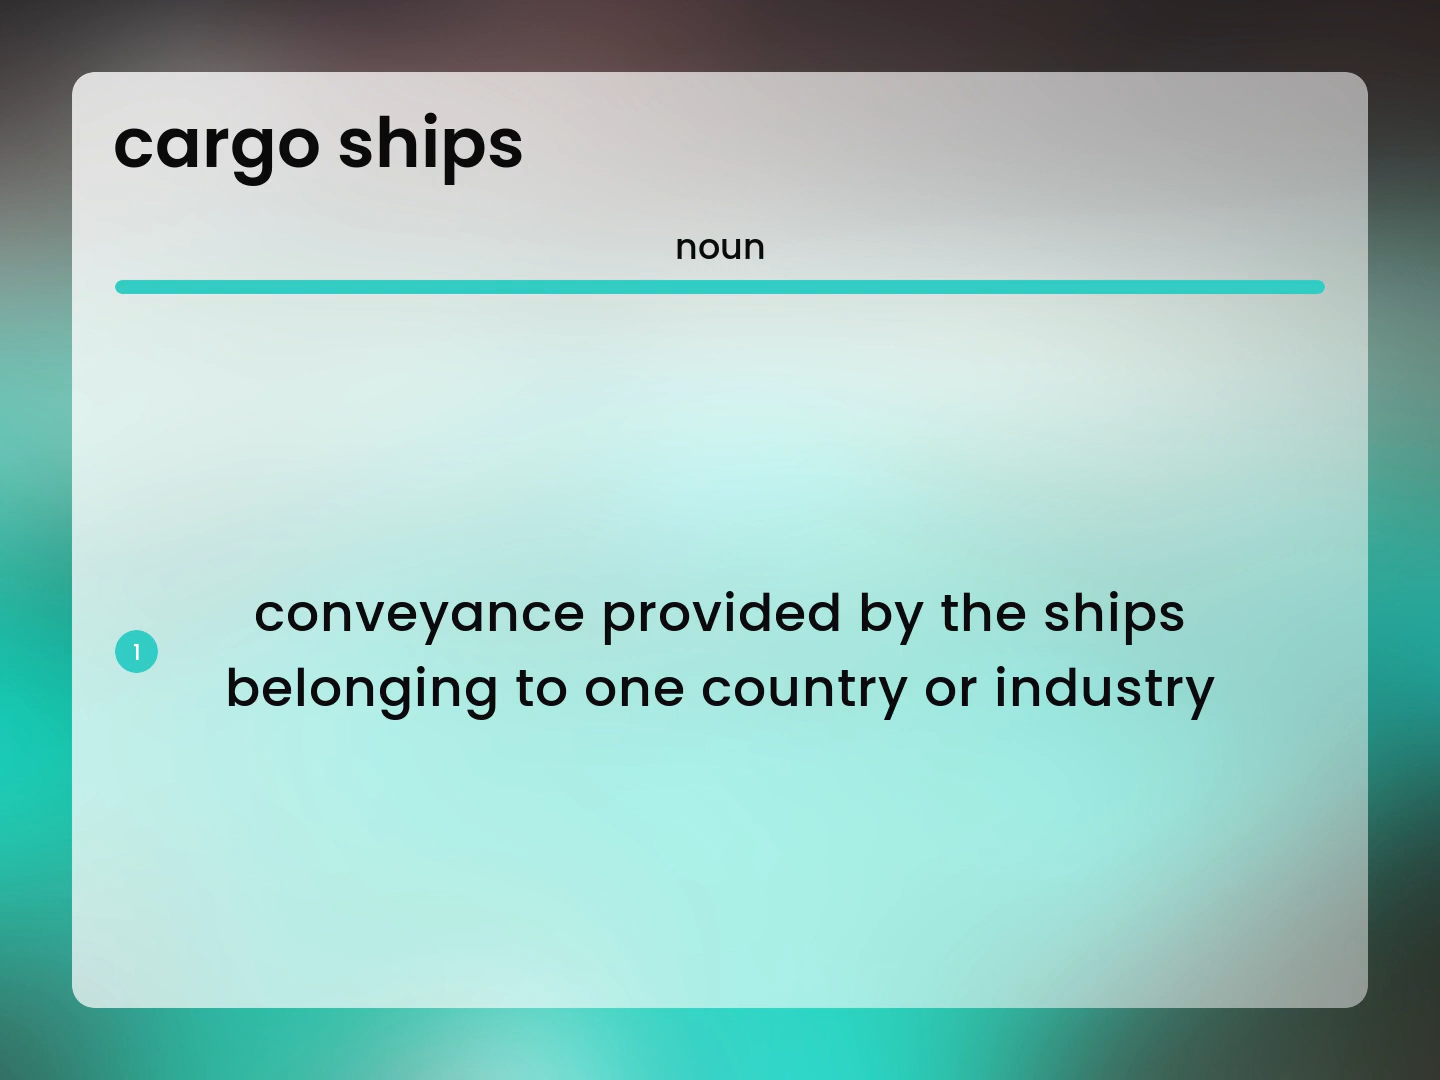 cargo ships
noun
1
conveyance provided by the ships
belonging to one country or industry